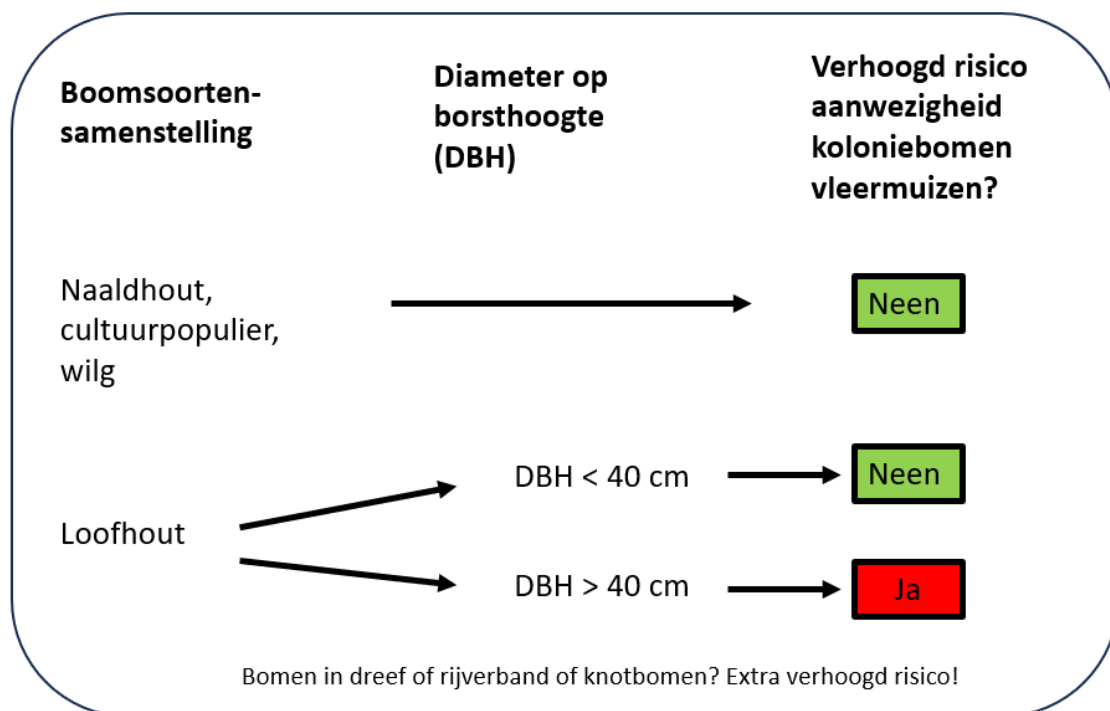 Boomsoorten-
samenstelling
Diameter op
borsthoogte
(DBH)
Verhoogd risico
aanwezigheid
koloniebomen
vleermuizen?
Naaldhout,
cultuurpopulier,
wilg
Neen
Loofhout
DBH < 40 cm
Neen
DBH > 40 cm
Ja
Bomen in dreef of rijverband of knotbomen? Extra verhoogd risico!